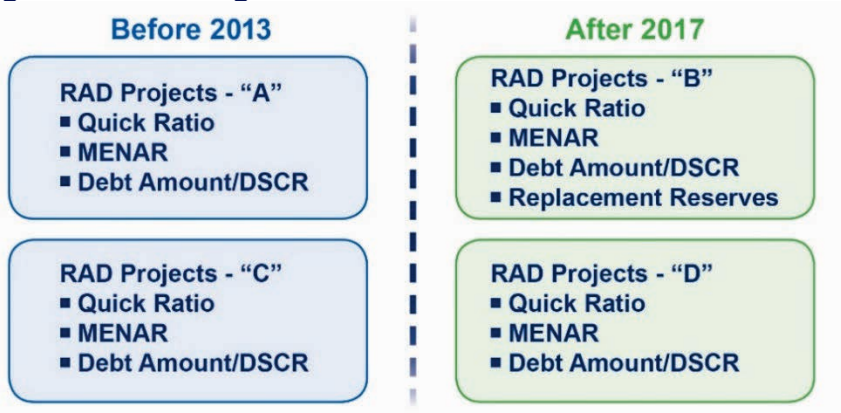 Before 2013
RAD Projects - “A”
▪ Quick Ratio
▪ MENAR
▪ Debt Amount/DSCR
RAD Projects - “C”
▪ Quick Ratio
▪ MENAR
▪ Debt Amount/DSCR
After 2017
RAD Projects - “B”
▪ Quick Ratio
▪ MENAR
▪ Debt Amount/DSCR
▪ Replacement Reserves
RAD Projects - “D”
▪ Quick Ratio
▪ MENAR
▪ Debt Amount/DSCR